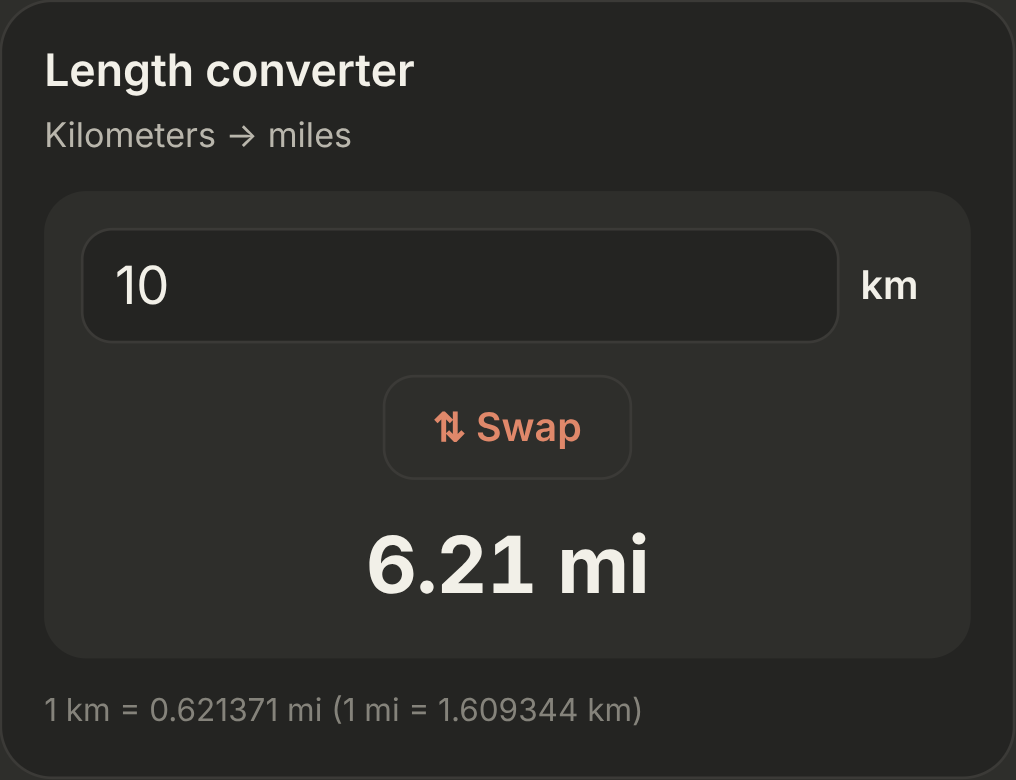 Length converter
Kilometers → miles
10 km
⇅ Swap
6.21 mi
1 km = 0.621371 mi (1 mi = 1.609344 km)